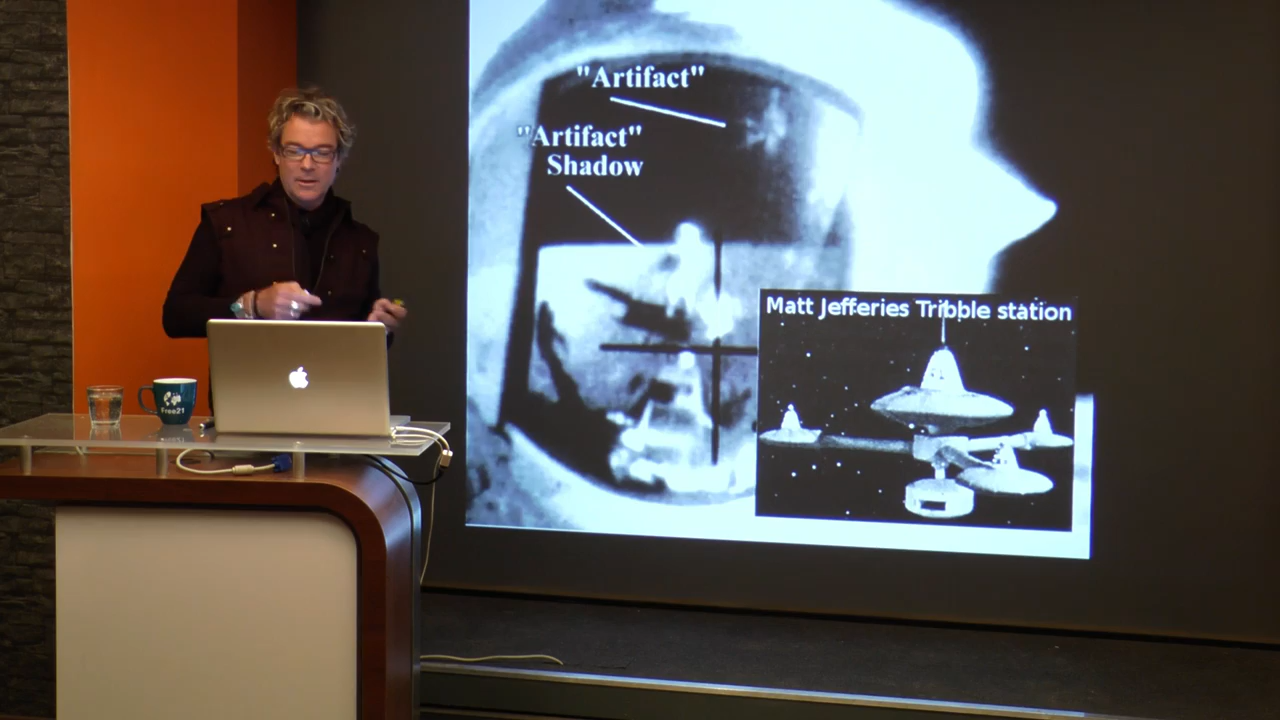 "Artifact"
"Artifact"
Shadow
Matt Jefferies Tribble station
Free21